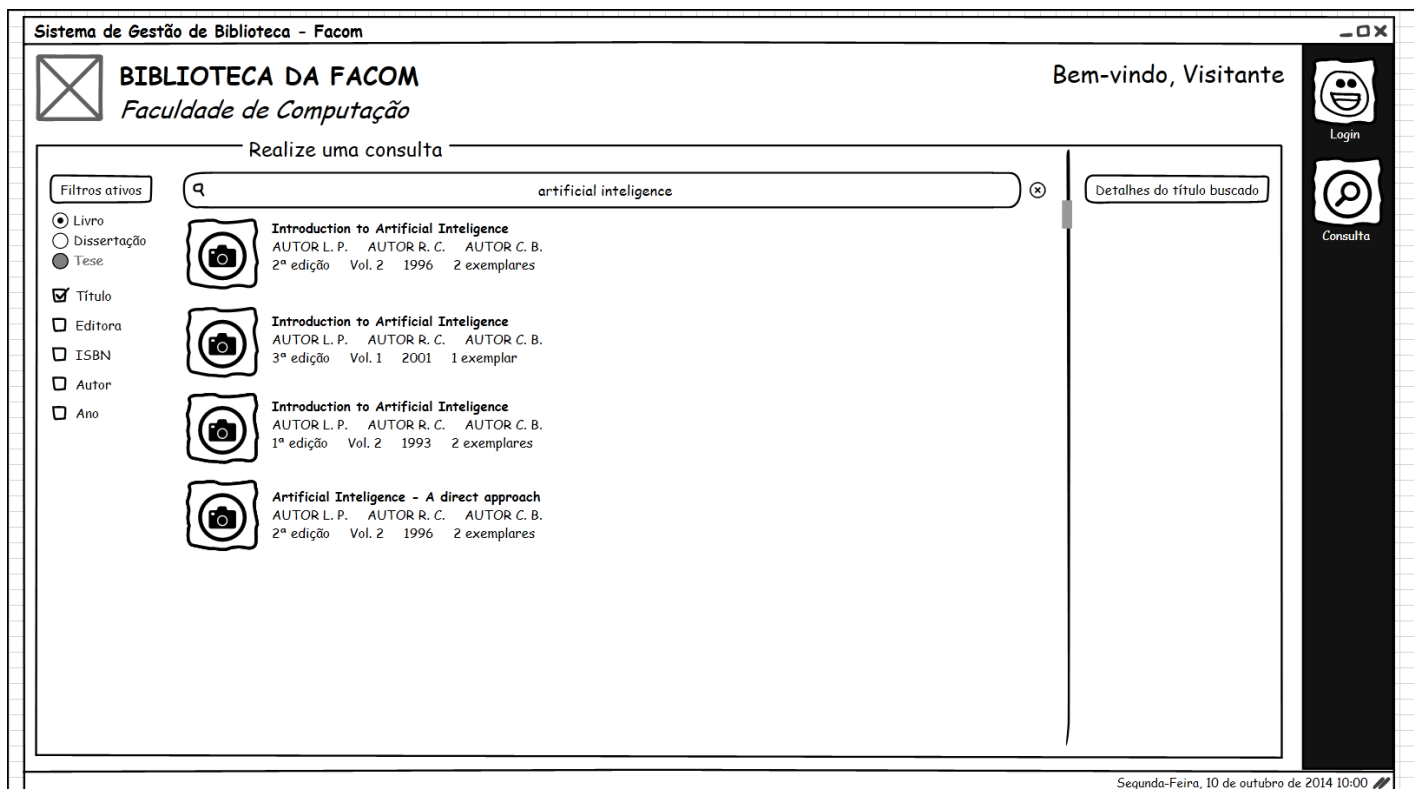 Sistema de Gestão de Biblioteca - Facom
BIBLIOTECA DA FACOM
Faculdade de Computação
Bem-vindo, Visitante
Login
Consulta
Realize uma consulta
Filtros ativos
Livro
Dissertação
Tese
Título
Editora
ISBN
Autor
Ano
artificial inteligence
Introduction to Artificial Inteligence
AUTOR L. P. AUTOR R. C. AUTOR C. B.
2ª edição Vol. 2 1996 2 exemplares
Introduction to Artificial Inteligence
AUTOR L. P. AUTOR R. C. AUTOR C. B.
3ª edição Vol. 1 2001 1 exemplar
Introduction to Artificial Inteligence
AUTOR L. P. AUTOR R. C. AUTOR C. B.
1ª edição Vol. 2 1993 2 exemplares
Artificial Inteligence - A direct approach
AUTOR L. P. AUTOR R. C. AUTOR C. B.
2ª edição Vol. 2 1996 2 exemplares
Detalhes do título buscado
Segunda-Feira, 10 de outubro de 2014 10:00